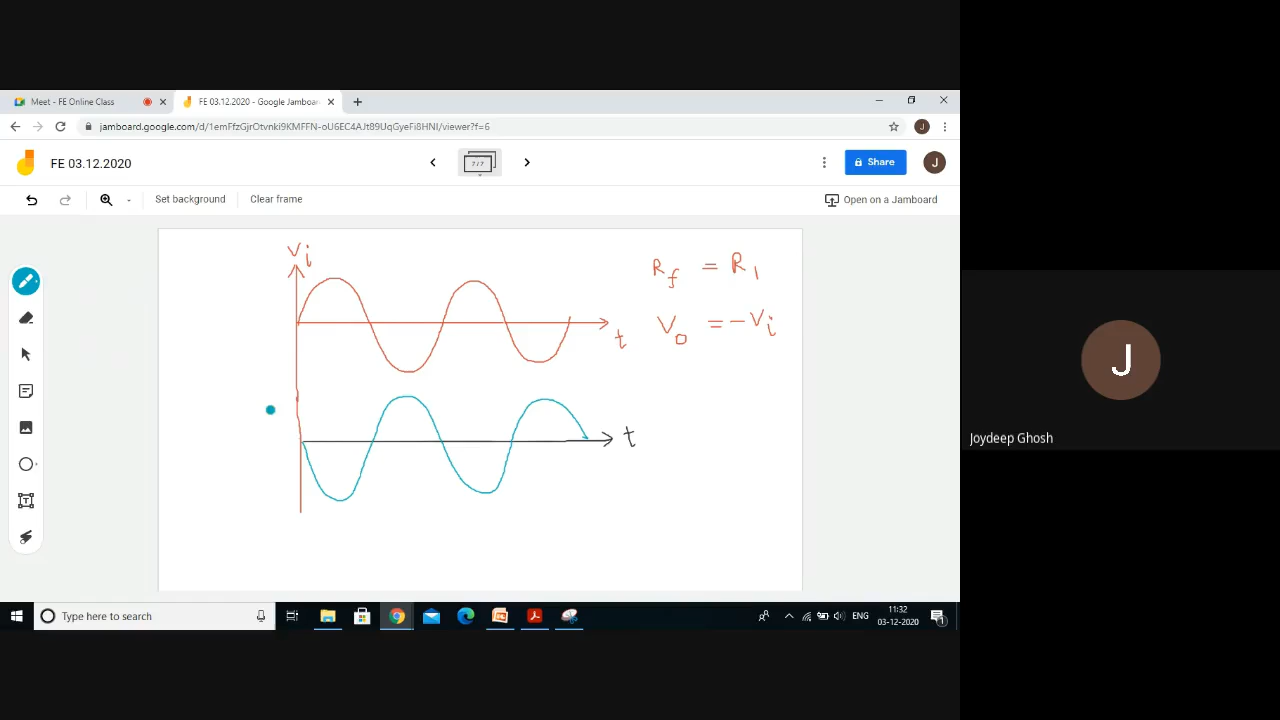 Meet - FE Online Class
FE 03.12.2020 - Google Jamboa
jamboard.google.com/d/1emFfzGjrOtvnki9KMFFN-oU6EC4AJt89UqGyeFi8HNI/viewer?f=6
J
FE 03.12.2020
7 / 7
Share
J
Set background
Clear frame
Open on a Jamboard
Vi
Rf = R1
t
Vo = -Vi
t
J
Joydeep Ghosh
Type here to search
ENG
11:32
03-12-2020
1